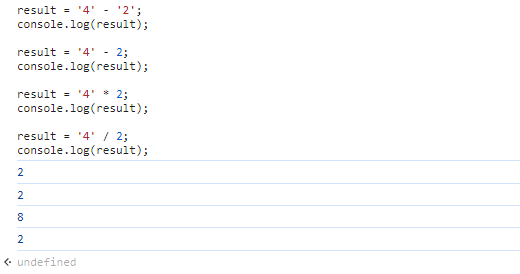 result = '4' - '2';
console.log(result);
result = '4' - 2;
console.log(result);
result = '4' * 2;
console.log(result);
result = '4' / 2;
console.log(result);
2
2
8
2
undefined